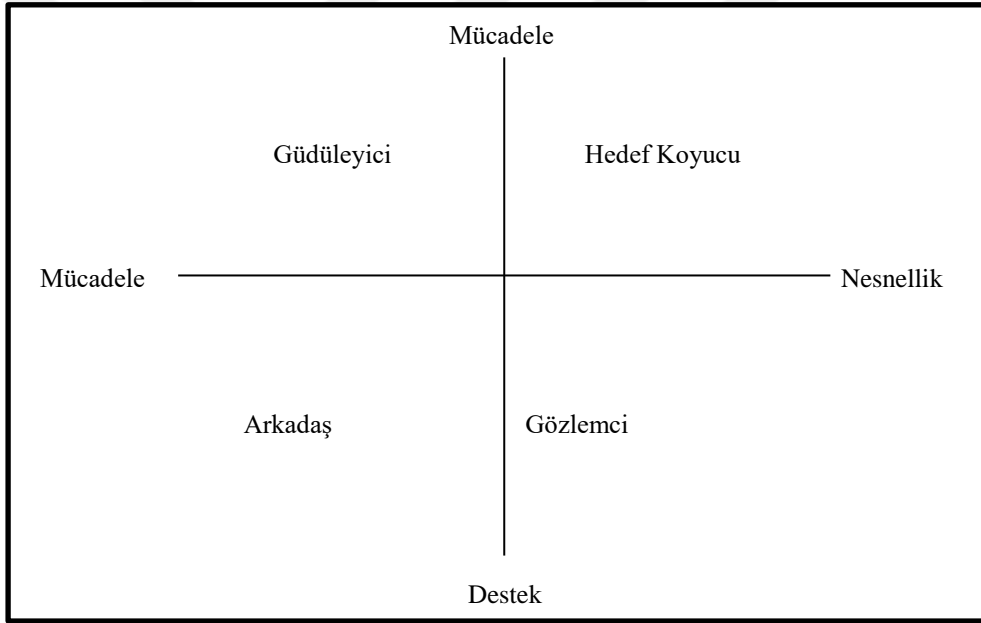 Mücadele
Güdüleyici Hedef Koyucu
Mücadele Nesnellik
Arkadaş Gözlemci
Destek